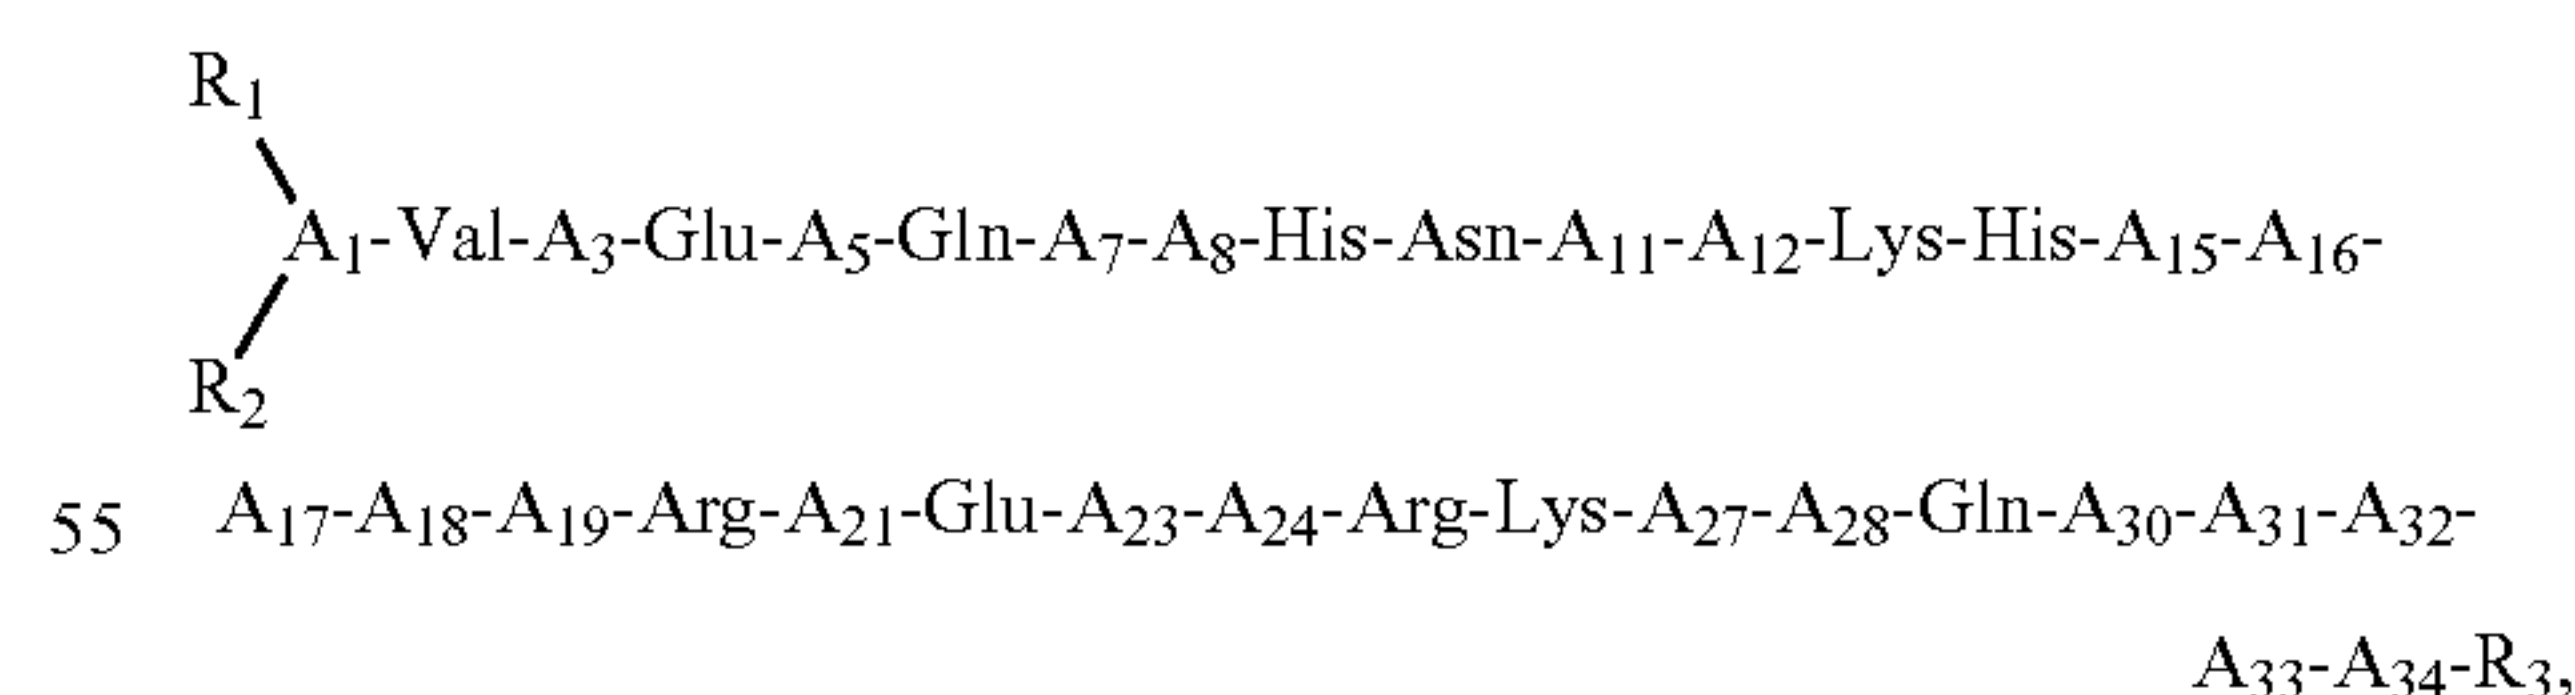 R1
A1-Val-A3-Glu-A5-Gln-A7-A8-His-Asn-A11-A12-Lys-His-A15-A16-
R2
55 A17-A18-A19-Arg-A21-Glu-A23-A24-Arg-Lys-A27-A28-Gln-A30-A31-A32-
A33-A34-R3,